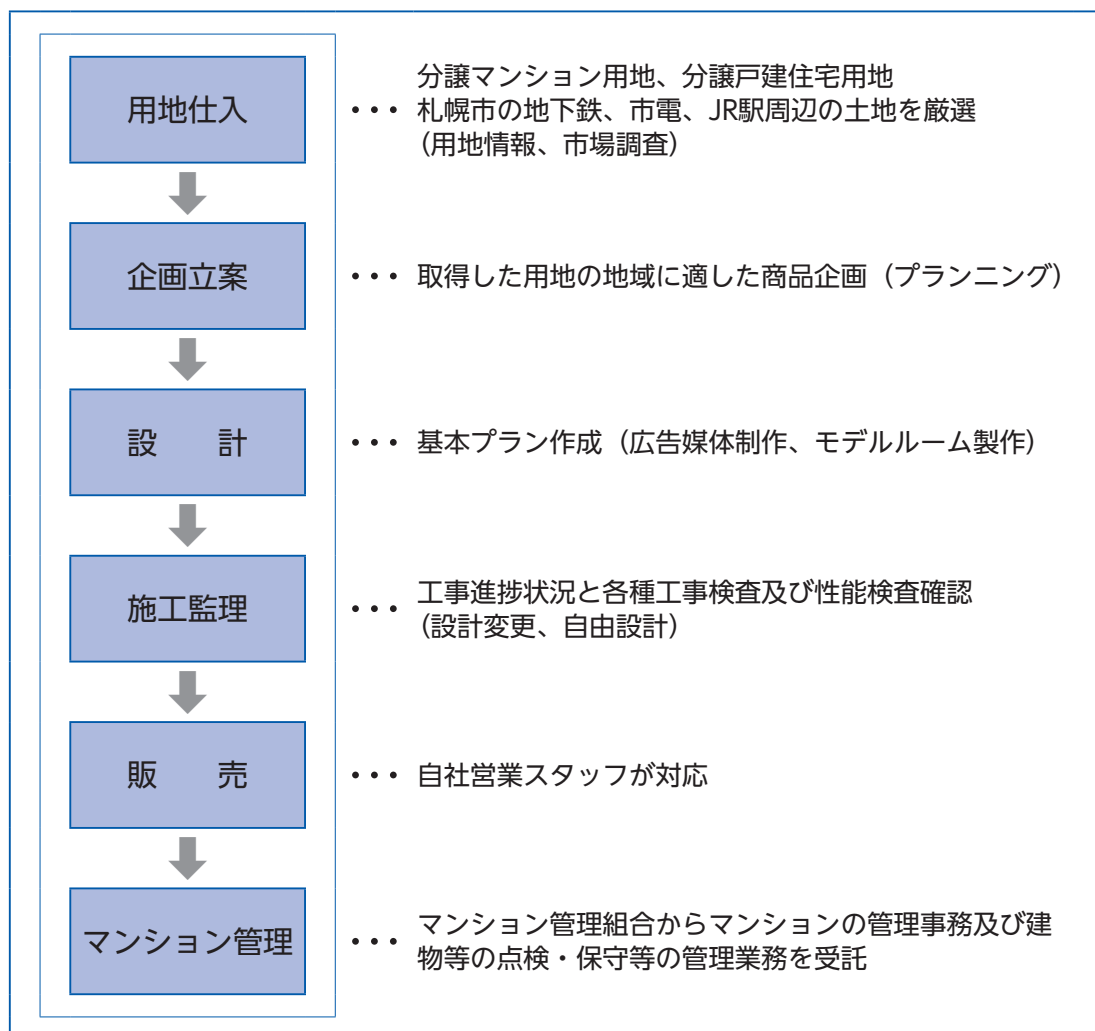 用地仕入
・・・
分譲マンション用地、分譲戸建住宅用地
札幌市の地下鉄、市電、JR駅周辺の土地を厳選
(用地情報、市場調査)
企画立案
・・・
取得した用地の地域に適した商品企画(プランニング)
設　　計
・・・
基本プラン作成(広告媒体制作、モデルルーム製作)
施工監理
・・・
工事進捗状況と各種工事検査及び性能検査確認
(設計変更、自由設計)
販　　売
・・・
自社営業スタッフが対応
マンション管理
・・・
マンション管理組合からマンションの管理事務及び建
物等の点検・保守等の管理業務を受託